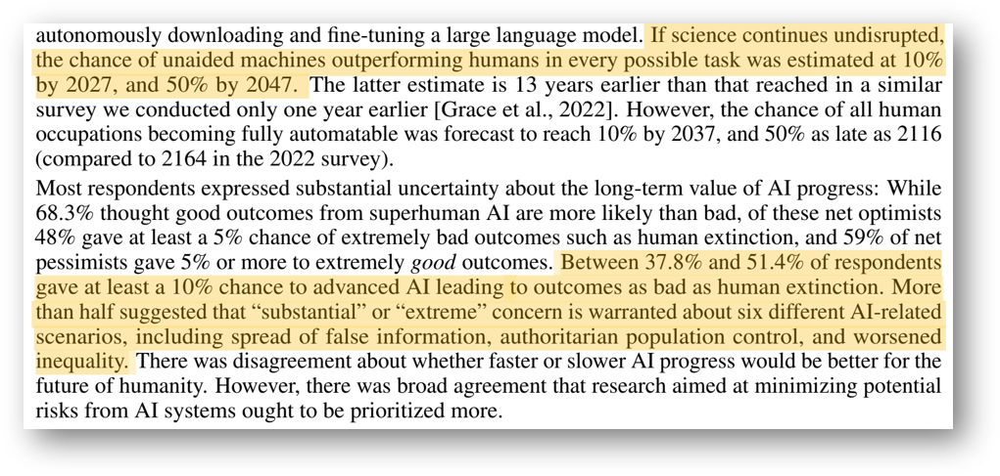 autonomously downloading and fine-tuning a large language model. If science continues undisrupted,
the chance of unaided machines outperforming humans in every possible task was estimated at 10%
by 2027, and 50% by 2047. The latter estimate is 13 years earlier than that reached in a similar
survey we conducted only one year earlier [Grace et al., 2022]. However, the chance of all human
occupations becoming fully automatable was forecast to reach 10% by 2037, and 50% as late as 2116
(compared to 2164 in the 2022 survey).
Most respondents expressed substantial uncertainty about the long-term value of AI progress: While
68.3% thought good outcomes from superhuman AI are more likely than bad, of these net optimists
48% gave at least a 5% chance of extremely bad outcomes such as human extinction, and 59% of net
pessimists gave 5% or more to extremely good outcomes. Between 37.8% and 51.4% of respondents
gave at least a 10% chance to advanced AI leading to outcomes as bad as human extinction. More
than half suggested that “substantial” or “extreme” concern is warranted about six different AI-related
scenarios, including spread of false information, authoritarian population control, and worsened
inequality. There was disagreement about whether faster or slower AI progress would be better for the
future of humanity. However, there was broad agreement that research aimed at minimizing potential
risks from AI systems ought to be prioritized more.